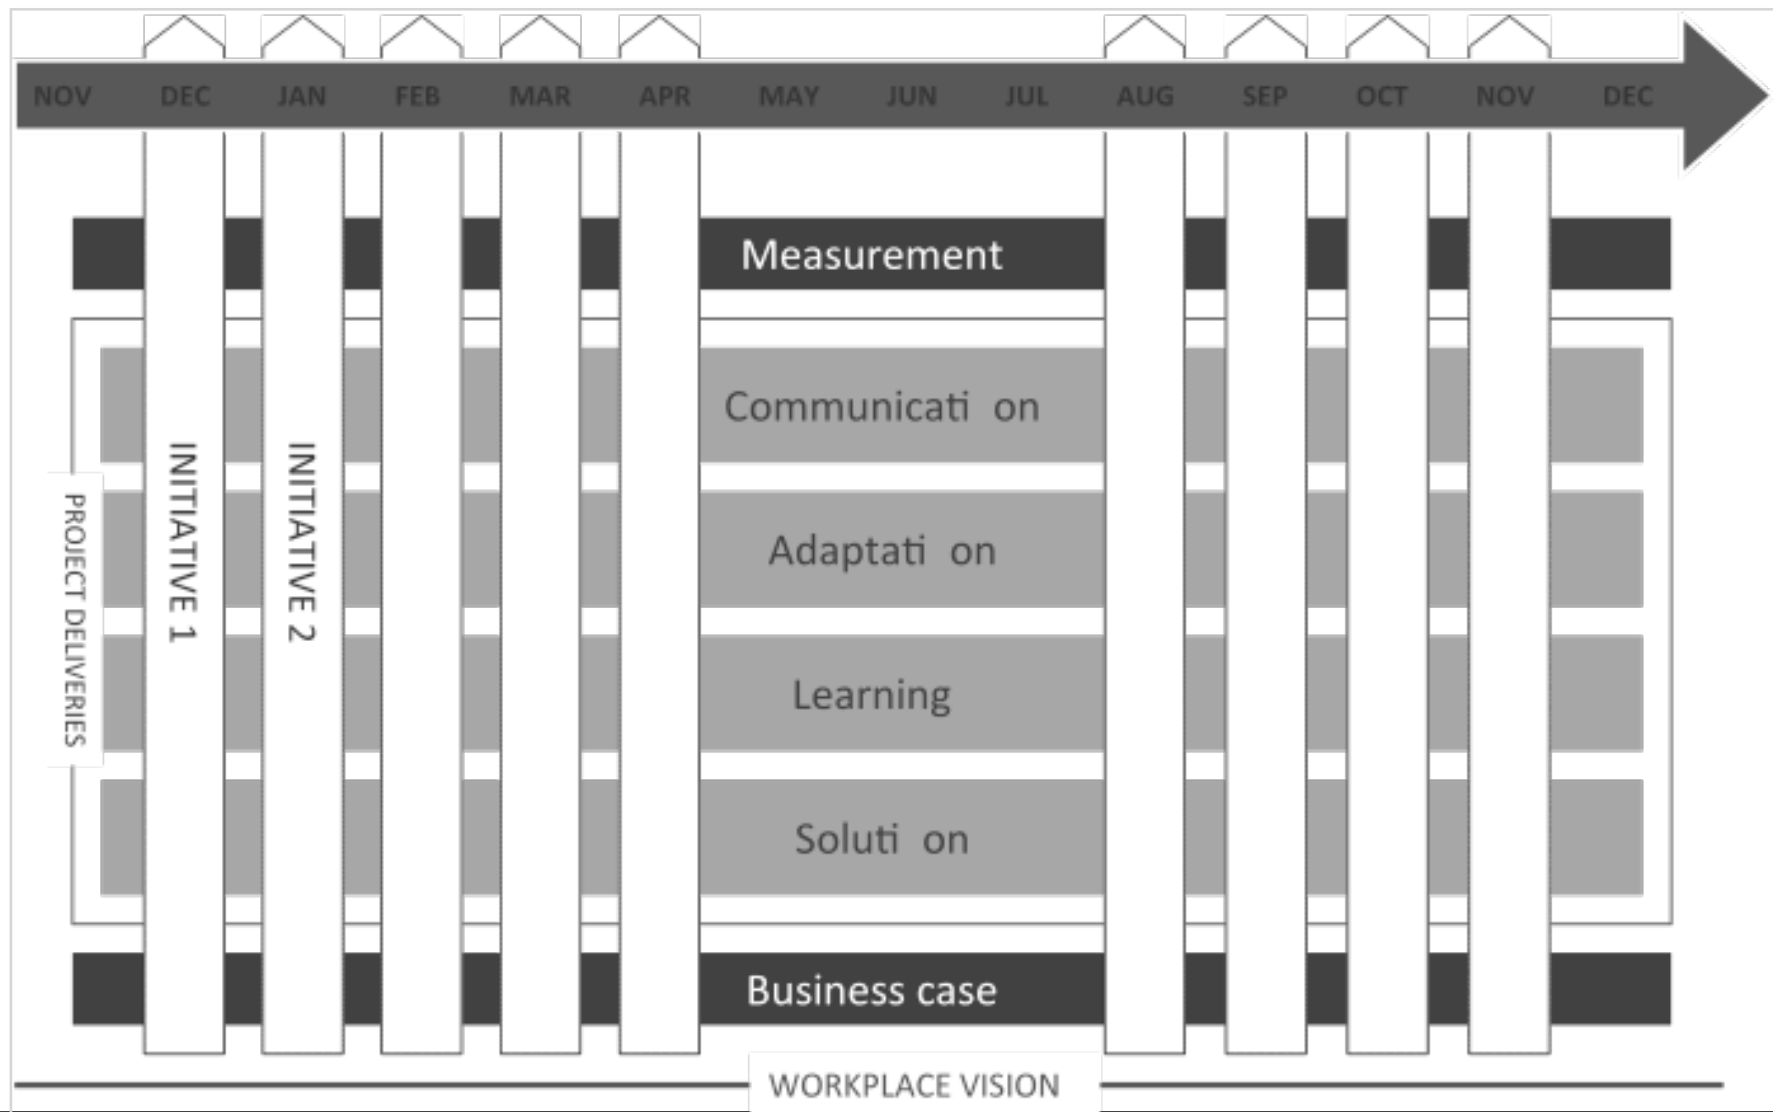 NOV DEC JAN FEB MAR APR MAY JUN JUL AUG SEP OCT NOV DEC
Measurement
Communicati on
Adaptati on
Learning
Soluti on
INITIATIVE 1
INITIATIVE 2
PROJECT DELIVERIES
Business case
WORKPLACE VISION